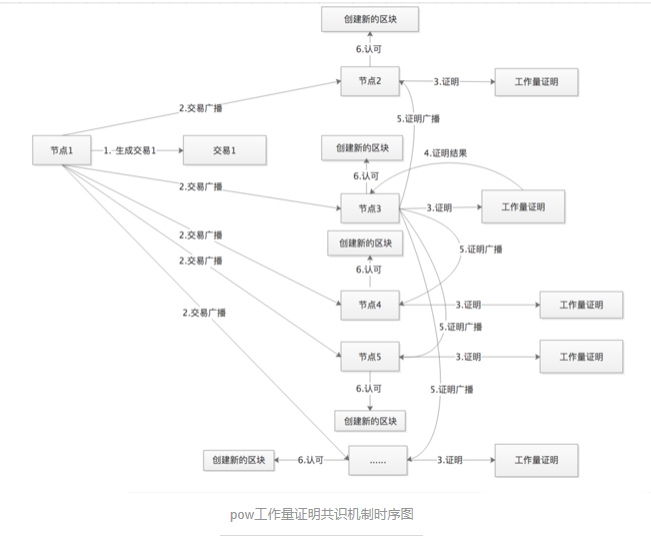 创建新的区块
6.认可
节点2
3.证明
工作量证明
2.交易广播
5.证明广播
节点1
1. 生成交易1
交易1
创建新的区块
4.证明结果
6.认可
2.交易广播
节点3
3.证明
工作量证明
2.交易广播
创建新的区块
5.证明广播
2.交易广播
6.认可
节点4
3.证明
工作量证明
2.交易广播
5.证明广播
节点5
3.证明
工作量证明
6.认可
5.证明广播
创建新的区块
创建新的区块
6.认可
......
3.证明
工作量证明
pow工作量证明共识机制时序图